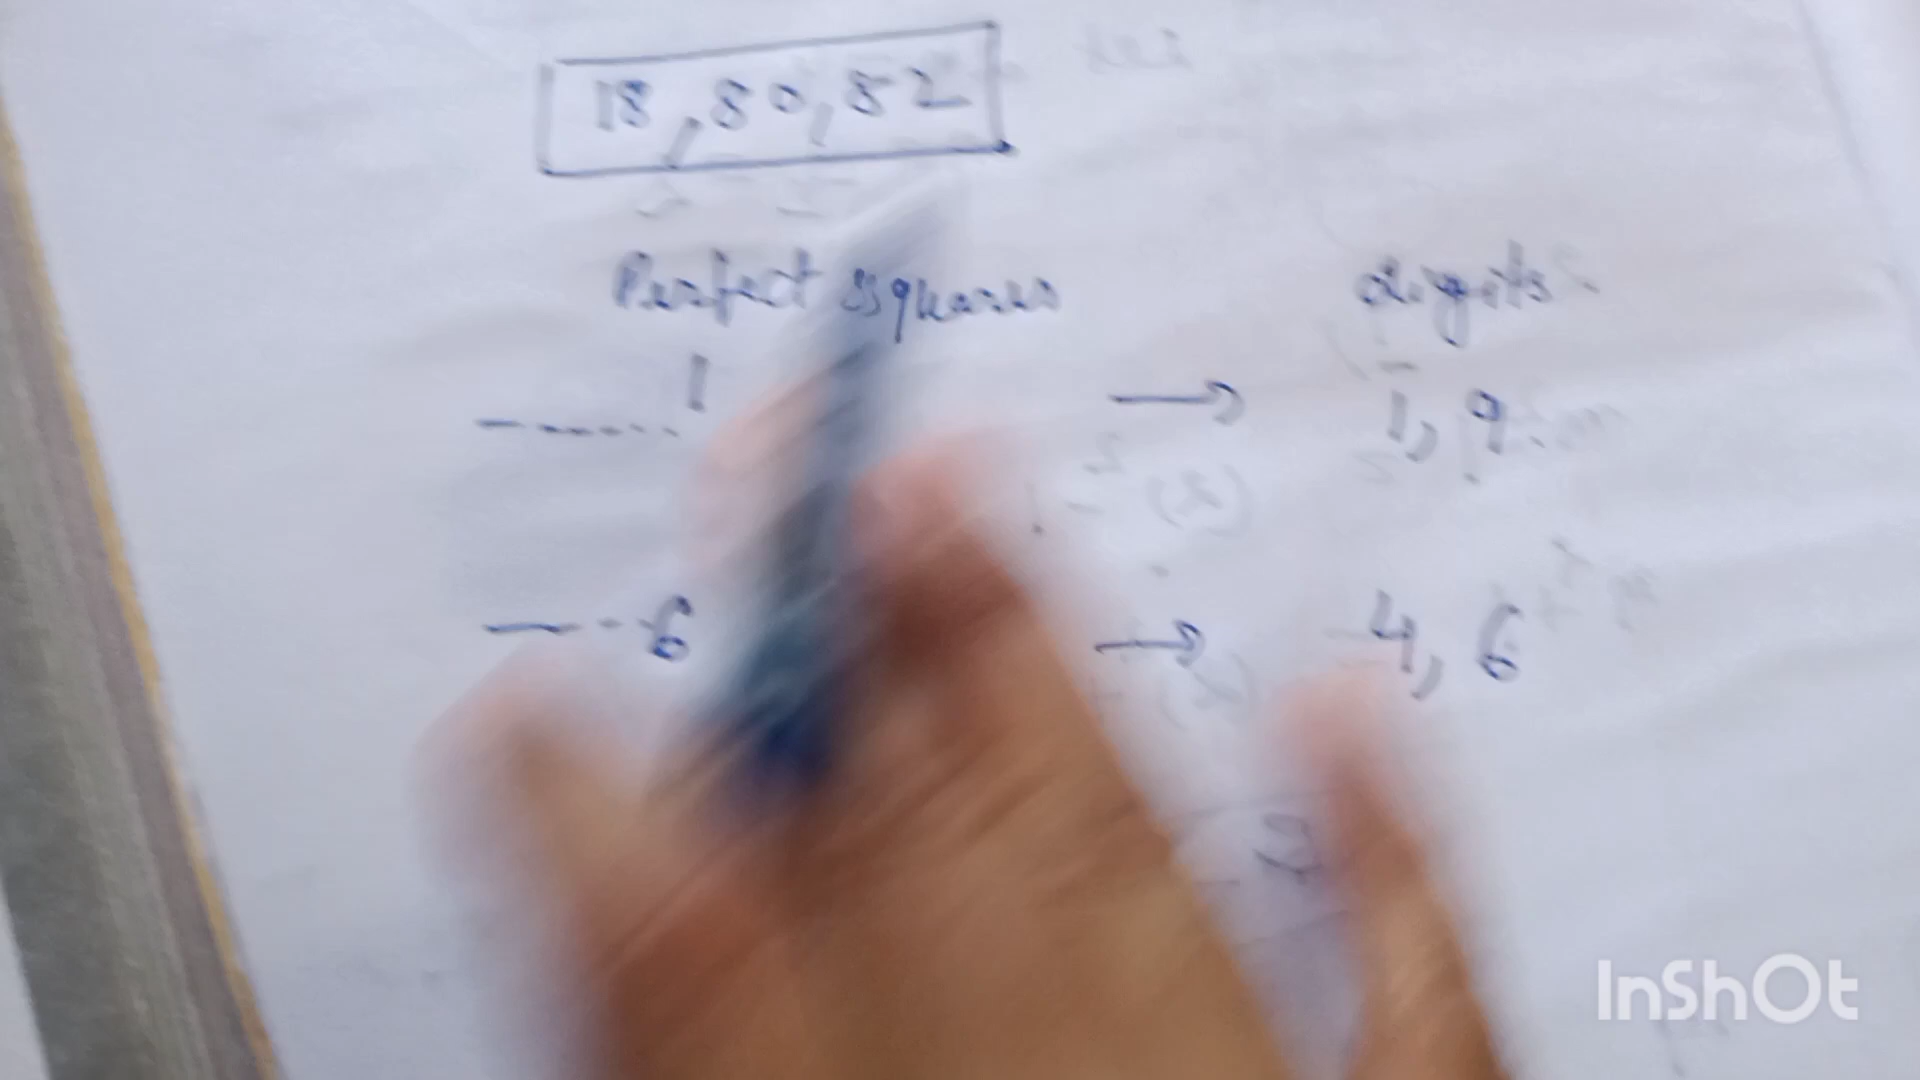 18,80,82
Perfect squares digits
1 → 1, 9
6 → 4, 6
InShOt